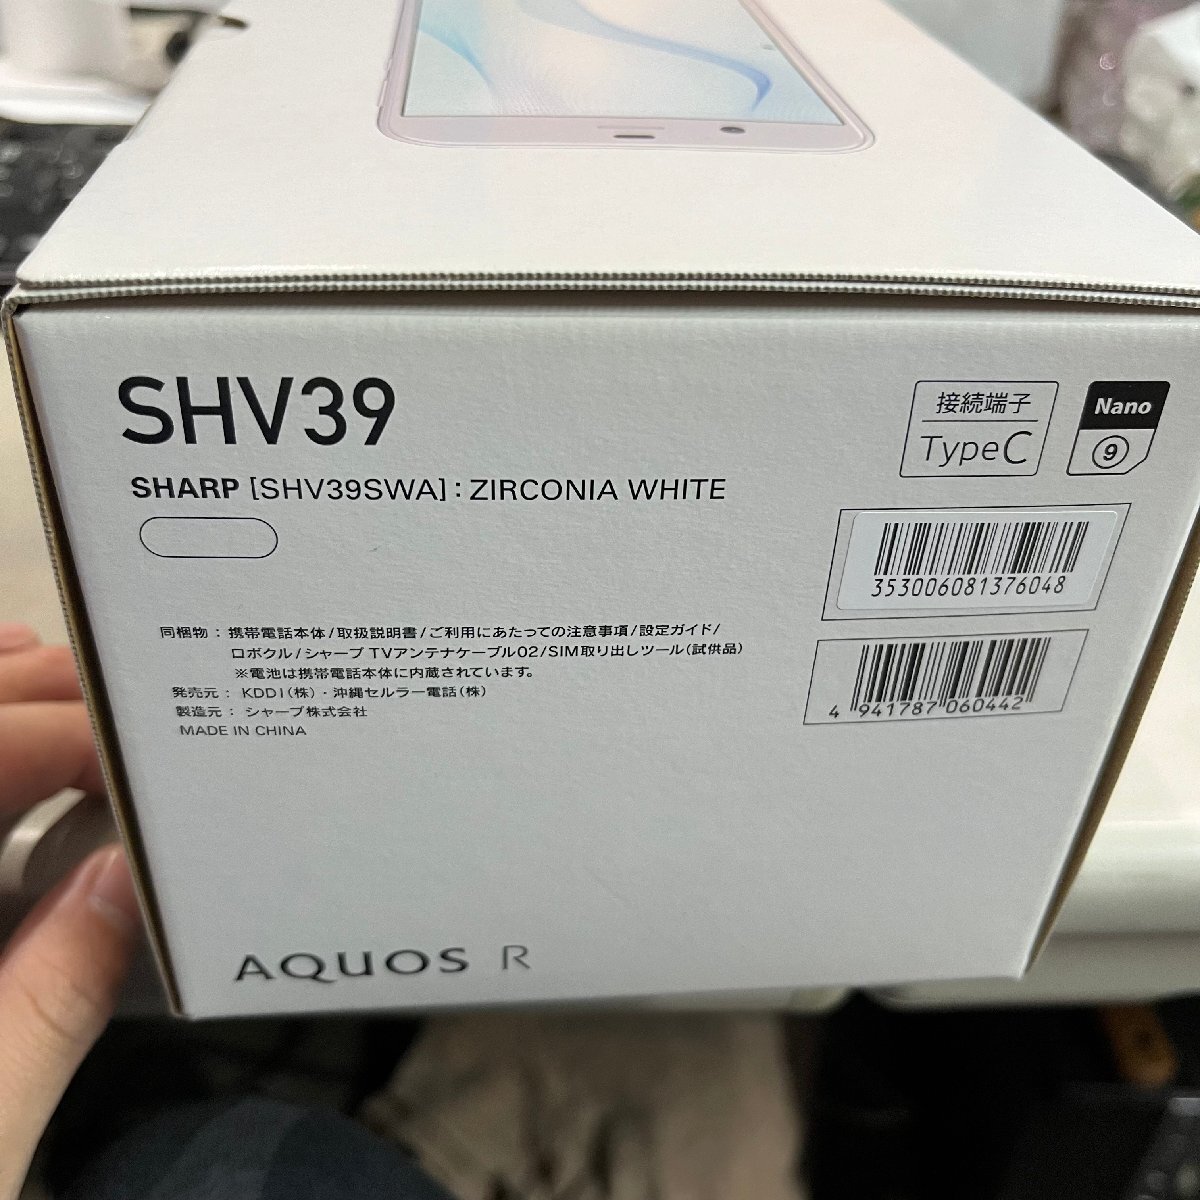 SHV39
SHARP [SHV39SWA] : ZIRCONIA WHITE
接続端子
TypeC
Nano
9
353006081376048
4 941787 060442
同梱物 : 携帯電話本体/取扱説明書/ご利用にあたっての注意事項/設定ガイド/
ロボクル/シャープ TVアンテナケーブル02/SIM取り出しツール(試供品)
※電池は携帯電話本体に内蔵されています。
発売元 : KDDI(株)・沖縄セルラー電話(株)
製造元 : シャープ株式会社
MADE IN CHINA
AQUOS R